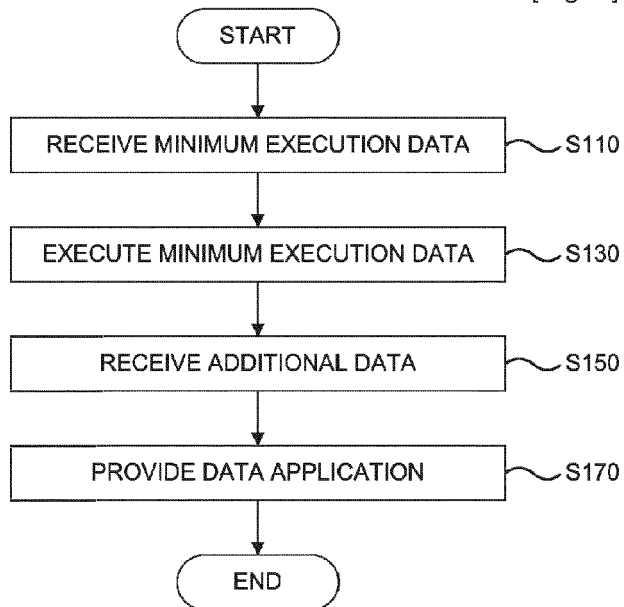 START
RECEIVE MINIMUM EXECUTION DATA
S110
EXECUTE MINIMUM EXECUTION DATA
S130
RECEIVE ADDITIONAL DATA
S150
PROVIDE DATA APPLICATION
S170
END